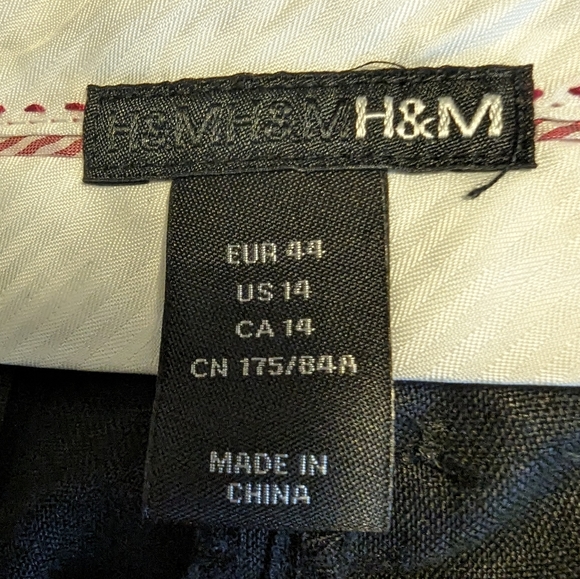 H&MH&MH&M
EUR 44
US 14
CA 14
CN 175/84A
MADE IN
CHINA